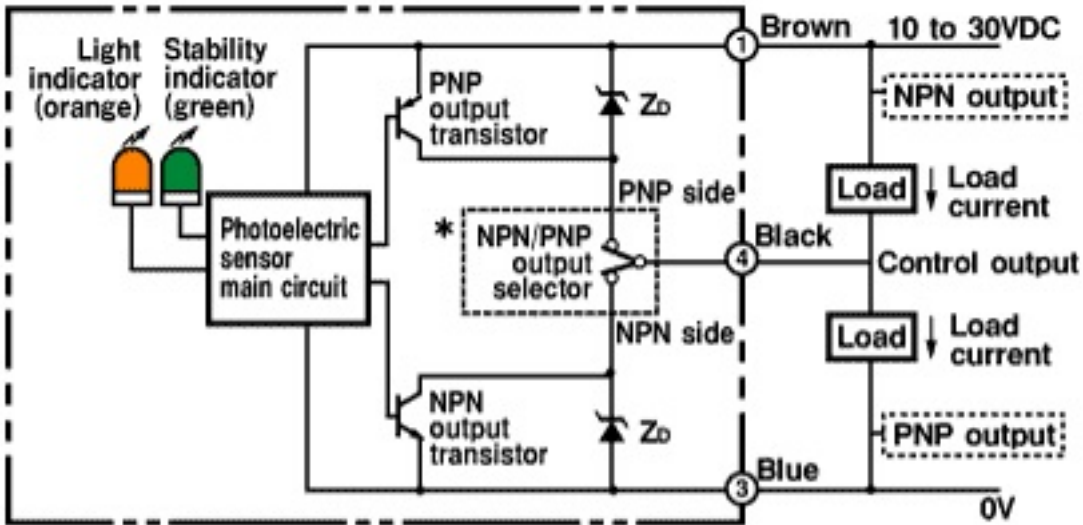 Light
indicator
(orange)
Stability
indicator
(green)
PNP
output
transistor
ZD
1
Brown
10 to 30VDC
NPN output
Load
Load
current
PNP side
*
NPN/PNP
output
selector
Photoelectric
sensor
main circuit
4
Black
Control output
NPN side
Load
Load
current
NPN
output
transistor
ZD
PNP output
3
Blue
0V